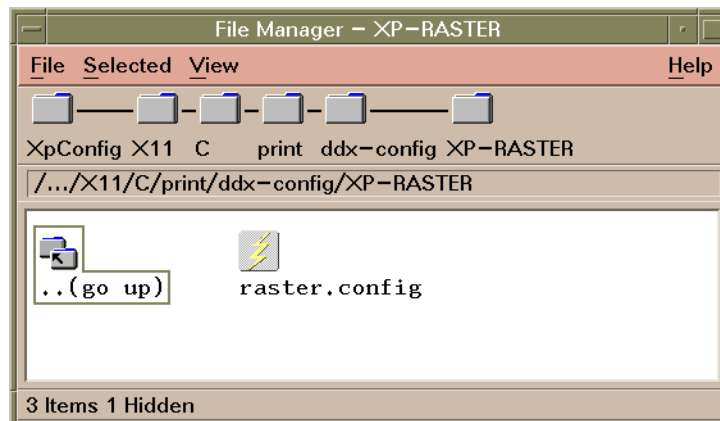 File Manager – XP–RASTER
File Selected View Help
XpConfig X11 C print ddx–config XP–RASTER
/.../X11/C/print/ddx–config/XP–RASTER
..(go up) raster.config
3 Items 1 Hidden